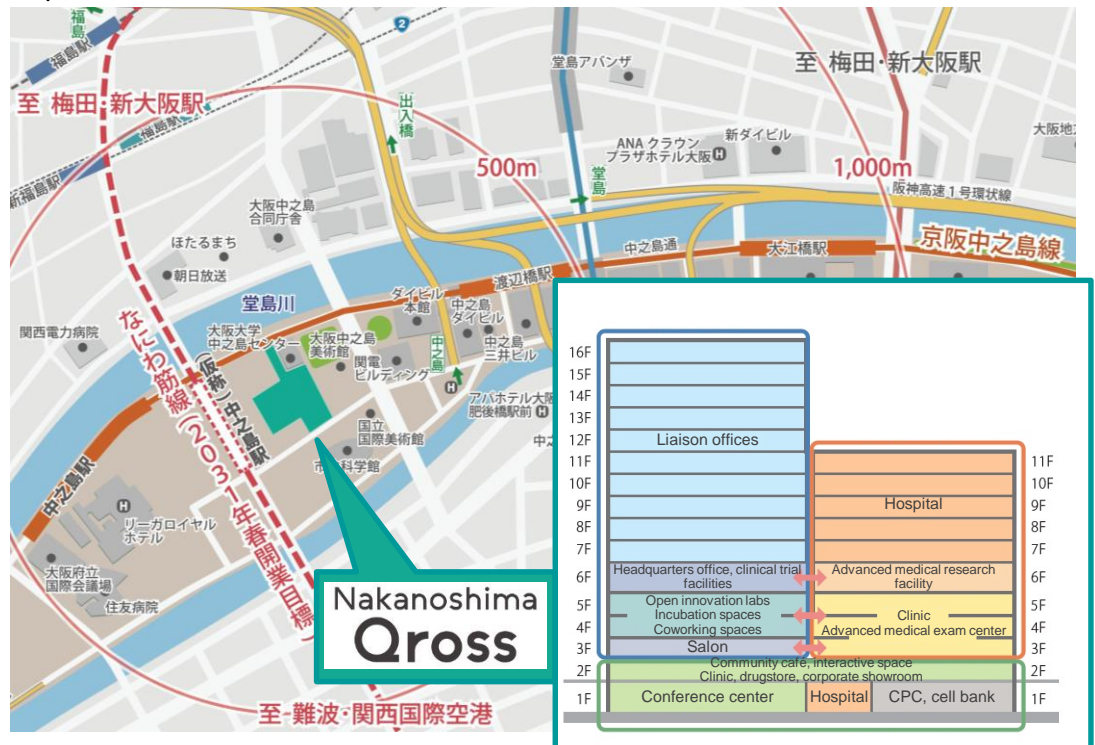 福島
福島駅
2
至 梅田·新大阪駅
福島駅
新福島駅
出入橋
堂島アバンザ
至 梅田·新大阪駅
ANA クラウン
プラザホテル大阪
H
新ダイビル
500m
1,000m
堂島
阪神高速1号環状線
大阪中之島
合同庁舎
ほたるまち
朝日放送
中之島通
大江橋駅
京阪中之島線
渡辺橋駅
堂島川
ダイビル
本館
中之島
ダイビル
中之島
三井ビル
関西電力病院
大阪大学
中之島センター
大阪中之島
美術館
関電
ビルディング
中之島
H
アパホテル大阪
肥後橋駅前
H
なにわ筋線(2031年春開業目標)
(仮称)中之島駅
国立
国際美術館
中之島駅
H
リーガロイヤル
ホテル
大阪府立
国際会議場
住友病院
Nakanoshima
Qross
至 難波·関西国際空港
16F
15F
14F
13F
12F
Liaison offices
11F
11F
10F
10F
9F
Hospital
9F
8F
8F
7F
7F
6F
Headquarters office, clinical trial
facilities
Advanced medical research
facility
6F
5F
Open innovation labs
Incubation spaces
Coworking spaces
4F
Clinic
Advanced medical exam center
5F
4F
3F
Salon
3F
2F
Community café, interactive space
Clinic, drugstore, corporate showroom
2F
1F
Conference center
Hospital
CPC, cell bank
1F